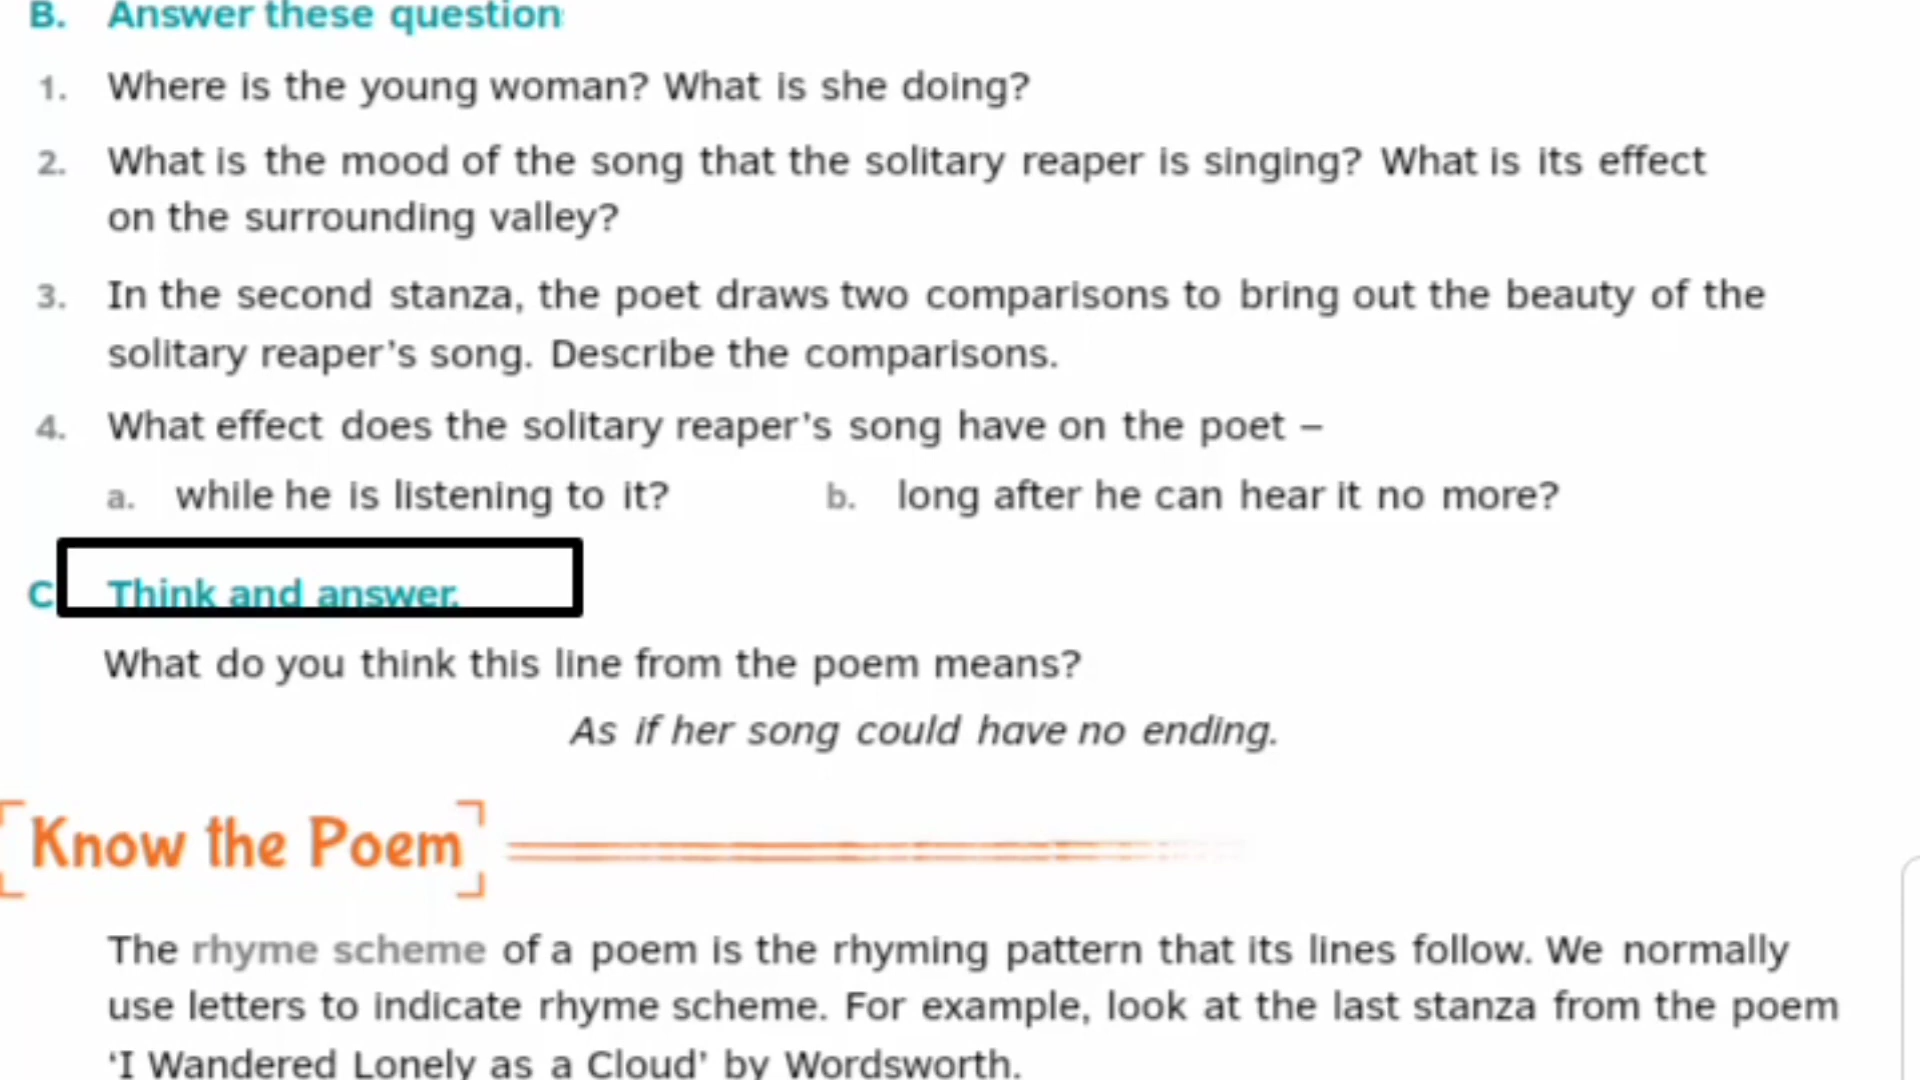 B. Answer these question
1. Where is the young woman? What is she doing?
2. What is the mood of the song that the solitary reaper is singing? What is its effect
on the surrounding valley?
3. In the second stanza, the poet draws two comparisons to bring out the beauty of the
solitary reaper's song. Describe the comparisons.
4. What effect does the solitary reaper's song have on the poet –
a. while he is listening to it? b. long after he can hear it no more?
C Think and answer.
What do you think this line from the poem means?
As if her song could have no ending.
Know the Poem
The rhyme scheme of a poem is the rhyming pattern that its lines follow. We normally
use letters to indicate rhyme scheme. For example, look at the last stanza from the poem
'I Wandered Lonely as a Cloud' by Wordsworth.